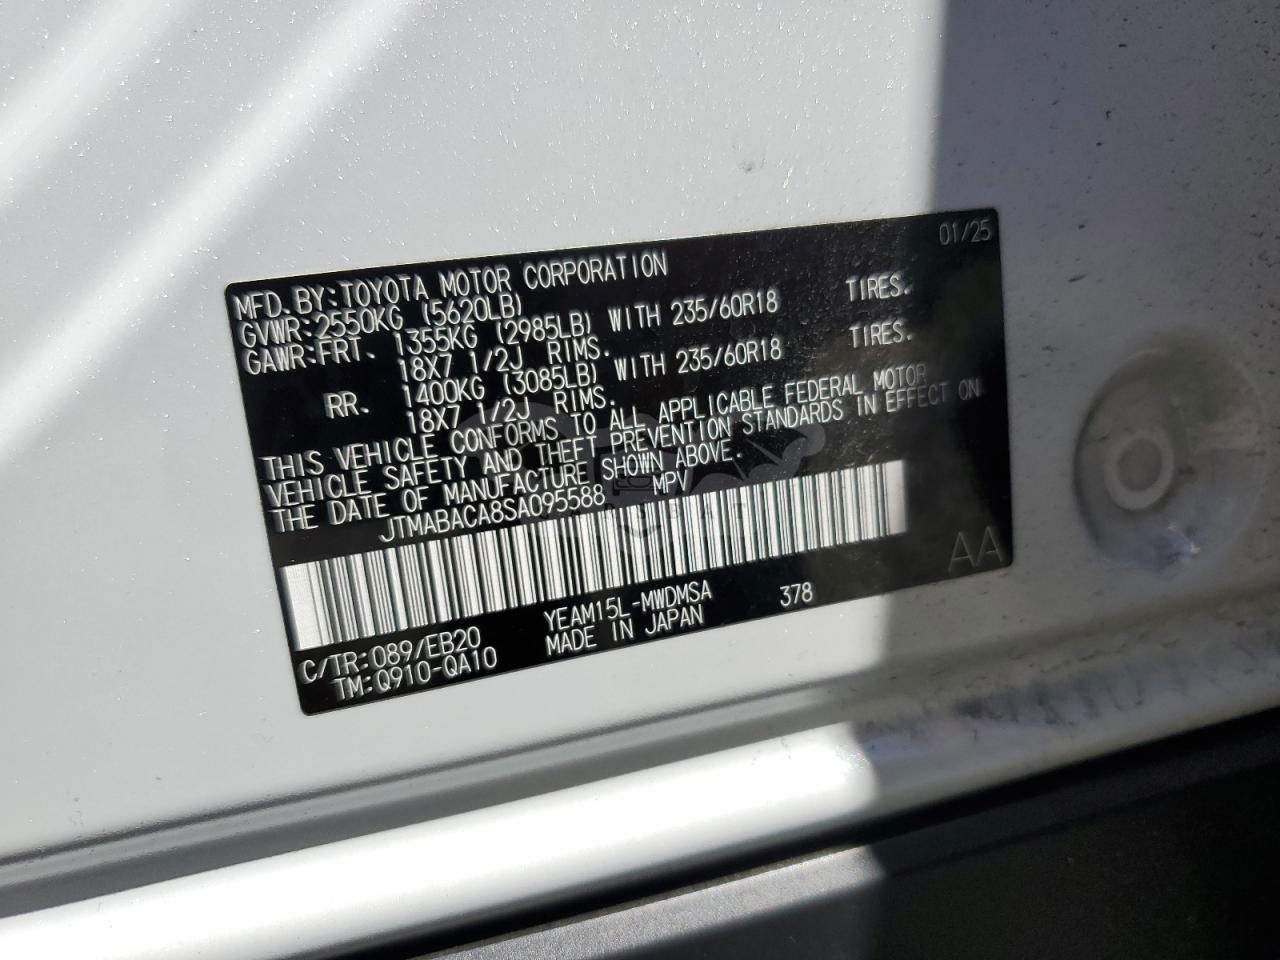 01/25
MFD. BY: TOYOTA MOTOR CORPORATION
GVWR: 2550KG (5620LB)
GAWR: FRT. 1355KG (2985LB) WITH 235/60R18 TIRES.
18X7 1/2J RIMS.
RR. 1400KG (3085LB) WITH 235/60R18 TIRES.
18X7 1/2J RIMS.
THIS VEHICLE CONFORMS TO ALL APPLICABLE FEDERAL MOTOR
VEHICLE SAFETY AND THEFT PREVENTION STANDARDS IN EFFECT ON
THE DATE OF MANUFACTURE SHOWN ABOVE.
JTMABACA8SA095588 MPV
AA
C/TR: 089/EB20 YEAM15L-MWDMSA 378
TM: Q910-QA10 MADE IN JAPAN